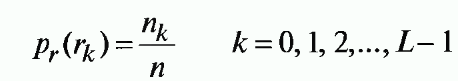 p_r(r_k) = n_k / n    k = 0, 1, 2,..., L − 1